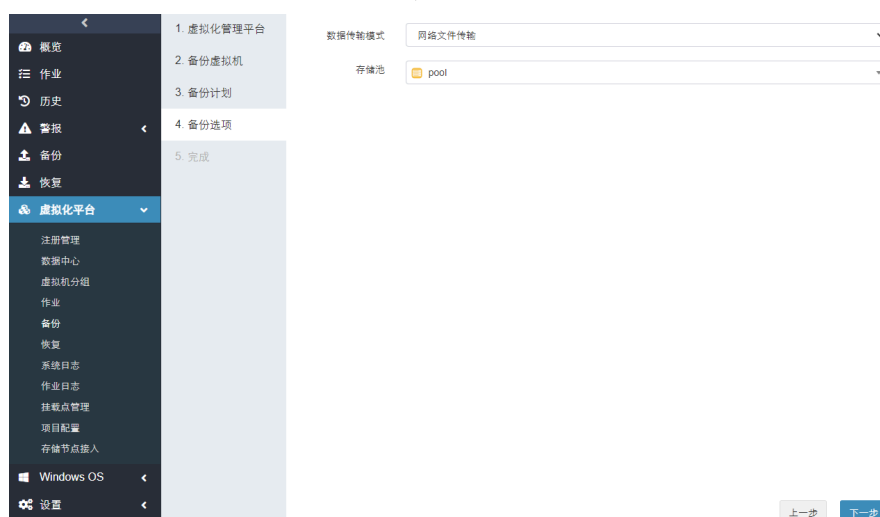 概览
作业
历史
警报
备份
恢复
虚拟化平台
注册管理
数据中心
虚拟机分组
作业
备份
恢复
系统日志
作业日志
挂载点管理
项目配置
存储节点接入
Windows OS
设置
1. 虚拟化管理平台
2. 备份虚拟机
3. 备份计划
4. 备份选项
5. 完成
数据传输模式
网络文件传输
存储池
pool
上一步
下一步